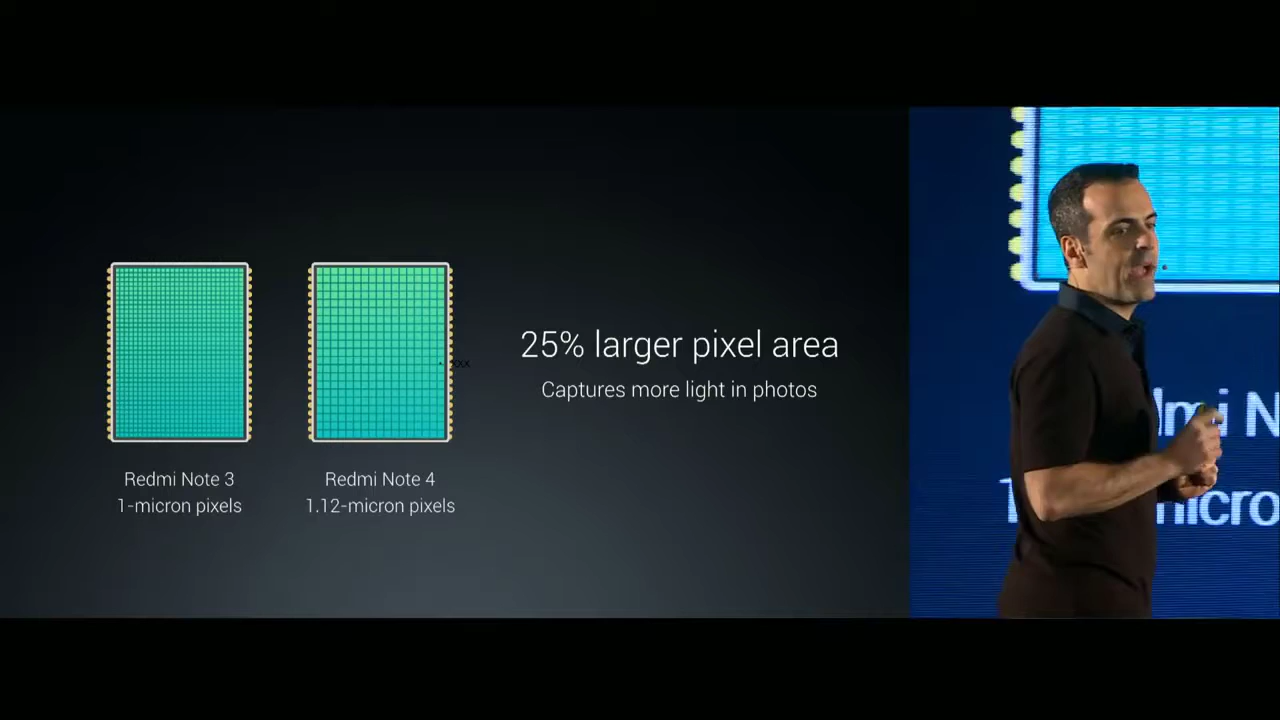 25% larger pixel area
Captures more light in photos
Redmi Note 3
1-micron pixels
Redmi Note 4
1.12-micron pixels